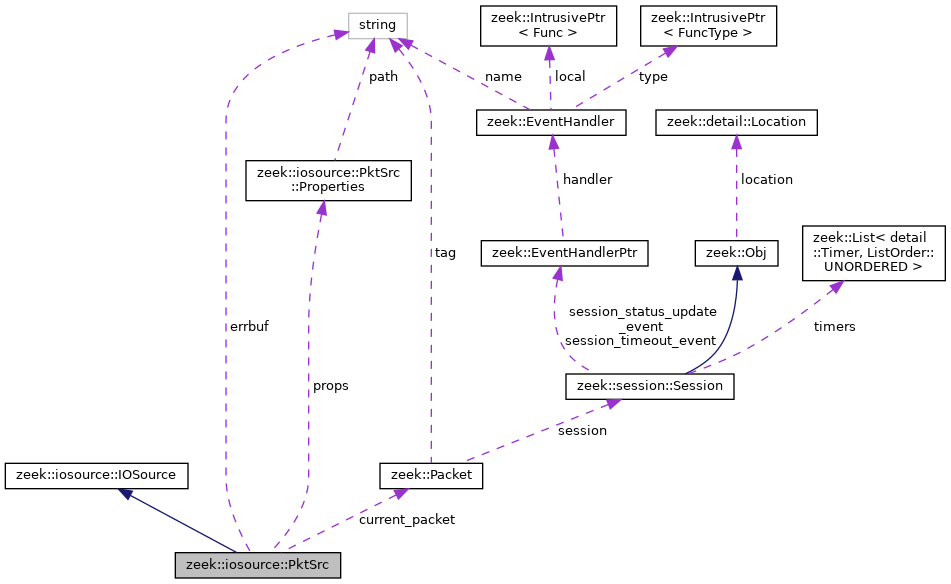 string
zeek::IntrusivePtr
< Func >
zeek::IntrusivePtr
< FuncType >
path
name
local
type
zeek::EventHandler
zeek::detail::Location
zeek::iosource::PktSrc
::Properties
handler
location
tag
zeek::EventHandlerPtr
zeek::Obj
zeek::List< detail
::Timer, ListOrder::
UNORDERED >
errbuf
session_status_update
_event
session_timeout_event
timers
props
zeek::session::Session
session
zeek::iosource::IOSource
zeek::Packet
current_packet
zeek::iosource::PktSrc